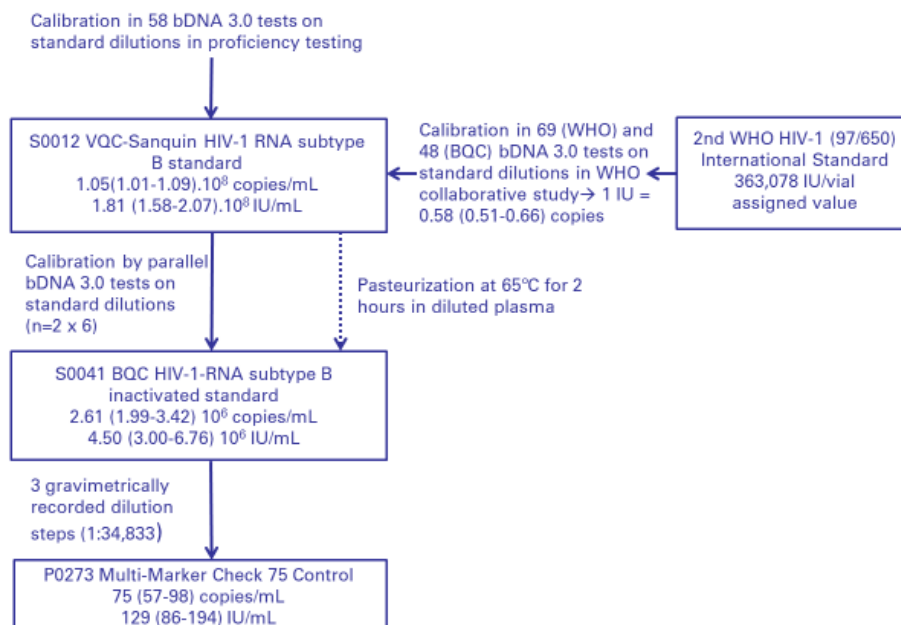 Calibration in 58 bDNA 3.0 tests on
standard dilutions in proficiency testing
S0012 VQC-Sanquin HIV-1 RNA subtype
B standard
1.05(1.01-1.09).10⁸ copies/mL
1.81 (1.58-2.07).10⁸ IU/mL
Calibration in 69 (WHO) and
48 (BQC) bDNA 3.0 tests on
standard dilutions in WHO
collaborative study→ 1 IU =
0.58 (0.51-0.66) copies
2nd WHO HIV-1 (97/650)
International Standard
363,078 IU/vial
assigned value
Calibration by parallel
bDNA 3.0 tests on
standard dilutions
(n=2 x 6)
Pasteurization at 65°C for 2
hours in diluted plasma
S0041 BQC HIV-1-RNA subtype B
inactivated standard
2.61 (1.99-3.42) 10⁶ copies/mL
4.50 (3.00-6.76) 10⁶ IU/mL
3 gravimetrically
recorded dilution
steps (1:34,833)
P0273 Multi-Marker Check 75 Control
75 (57-98) copies/mL
129 (86-194) IU/mL